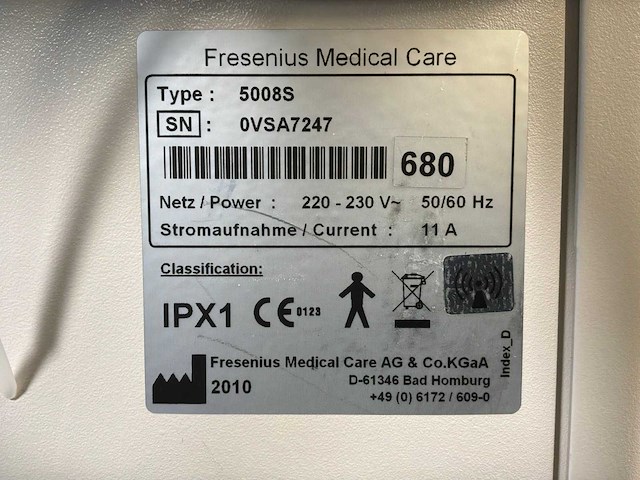 Fresenius Medical Care
Type : 5008S
SN : 0VSA7247
680
Netz / Power : 220 - 230 V~ 50/60 Hz
Stromaufnahme / Current : 11 A
Classification:
IPX1 CE 0123
Fresenius Medical Care AG & Co.KGaA
2010 D-61346 Bad Homburg
+49 (0) 6172 / 609-0
Index_D